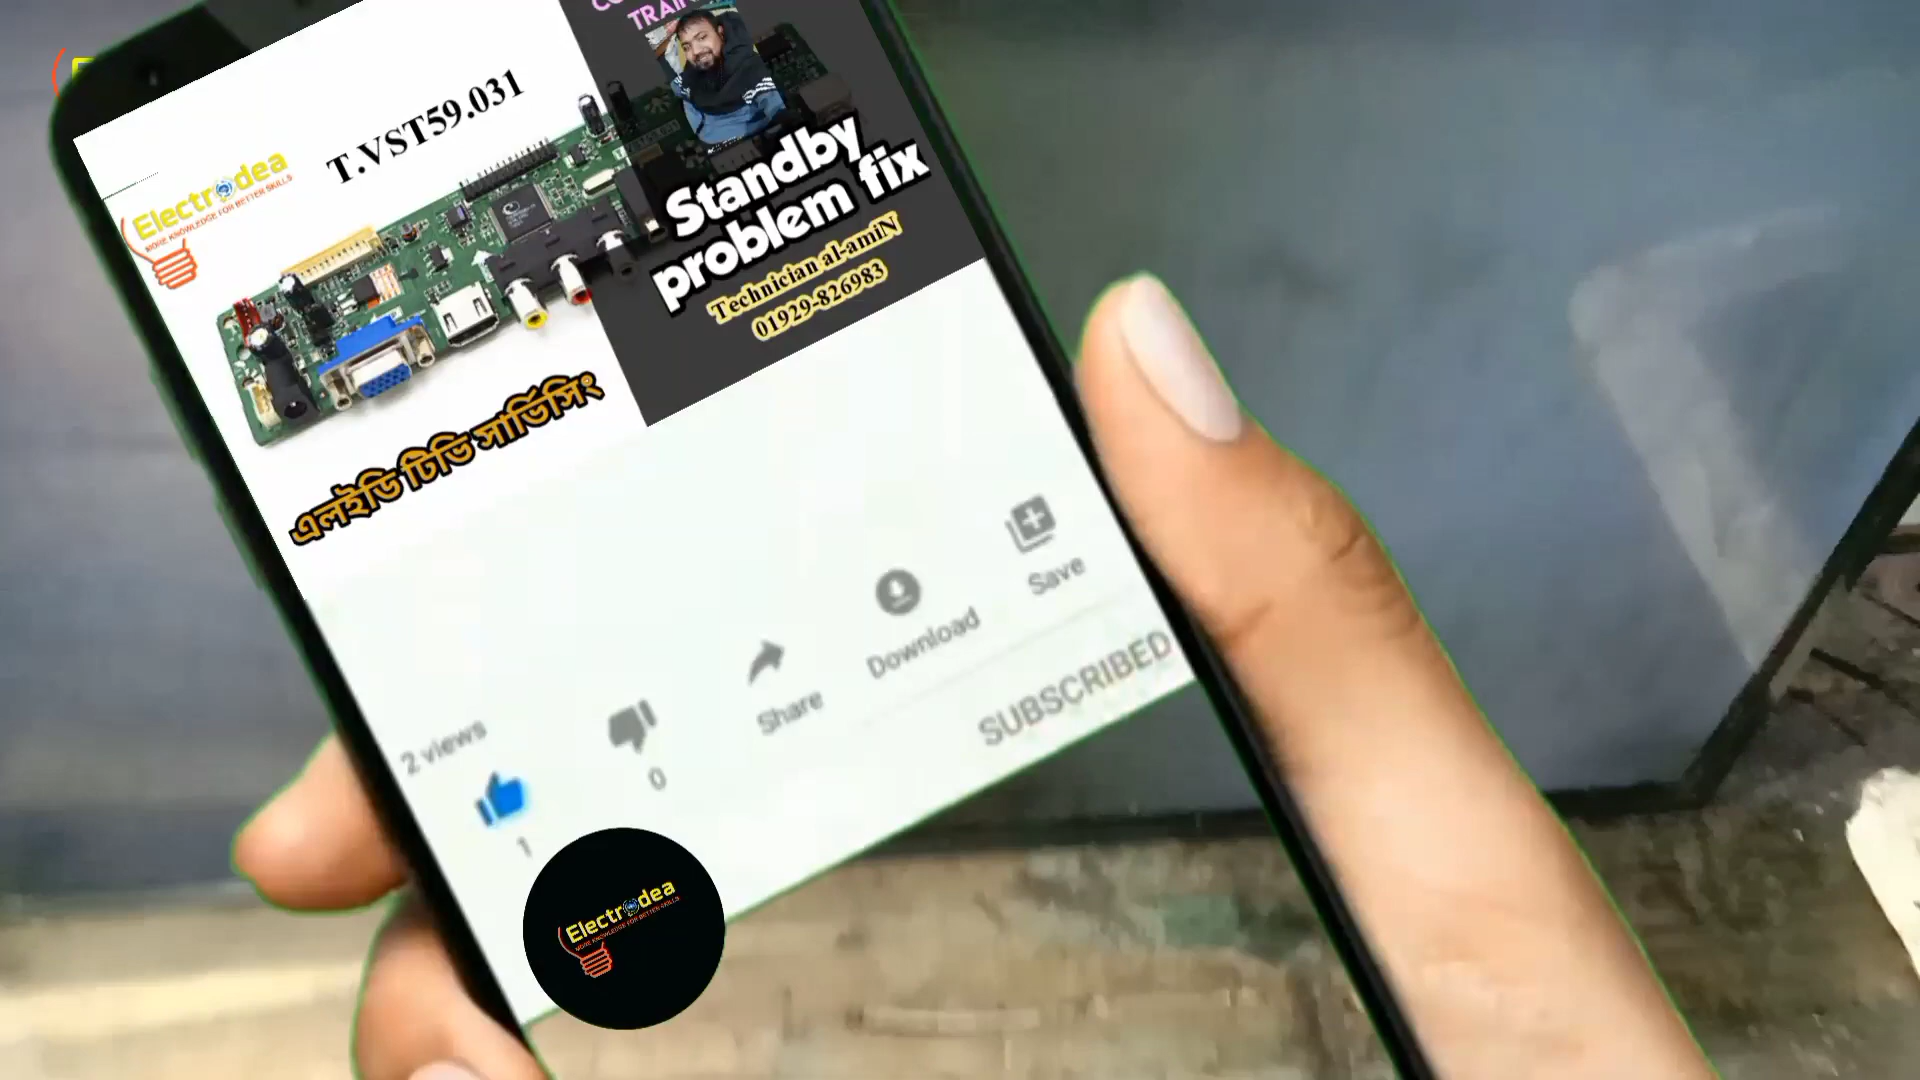 T.VST59.031
Electrodea
MORE KNOWLEDGE FOR BETTER SKILLS
Standby
problem fix
Technician al-amiN
01929-826983
এলইডি টিভি সার্ভিসিং
Save
Download
Share
SUBSCRIBED
2 views
0
1
Electrodea
MORE KNOWLEDGE FOR BETTER SKILLS